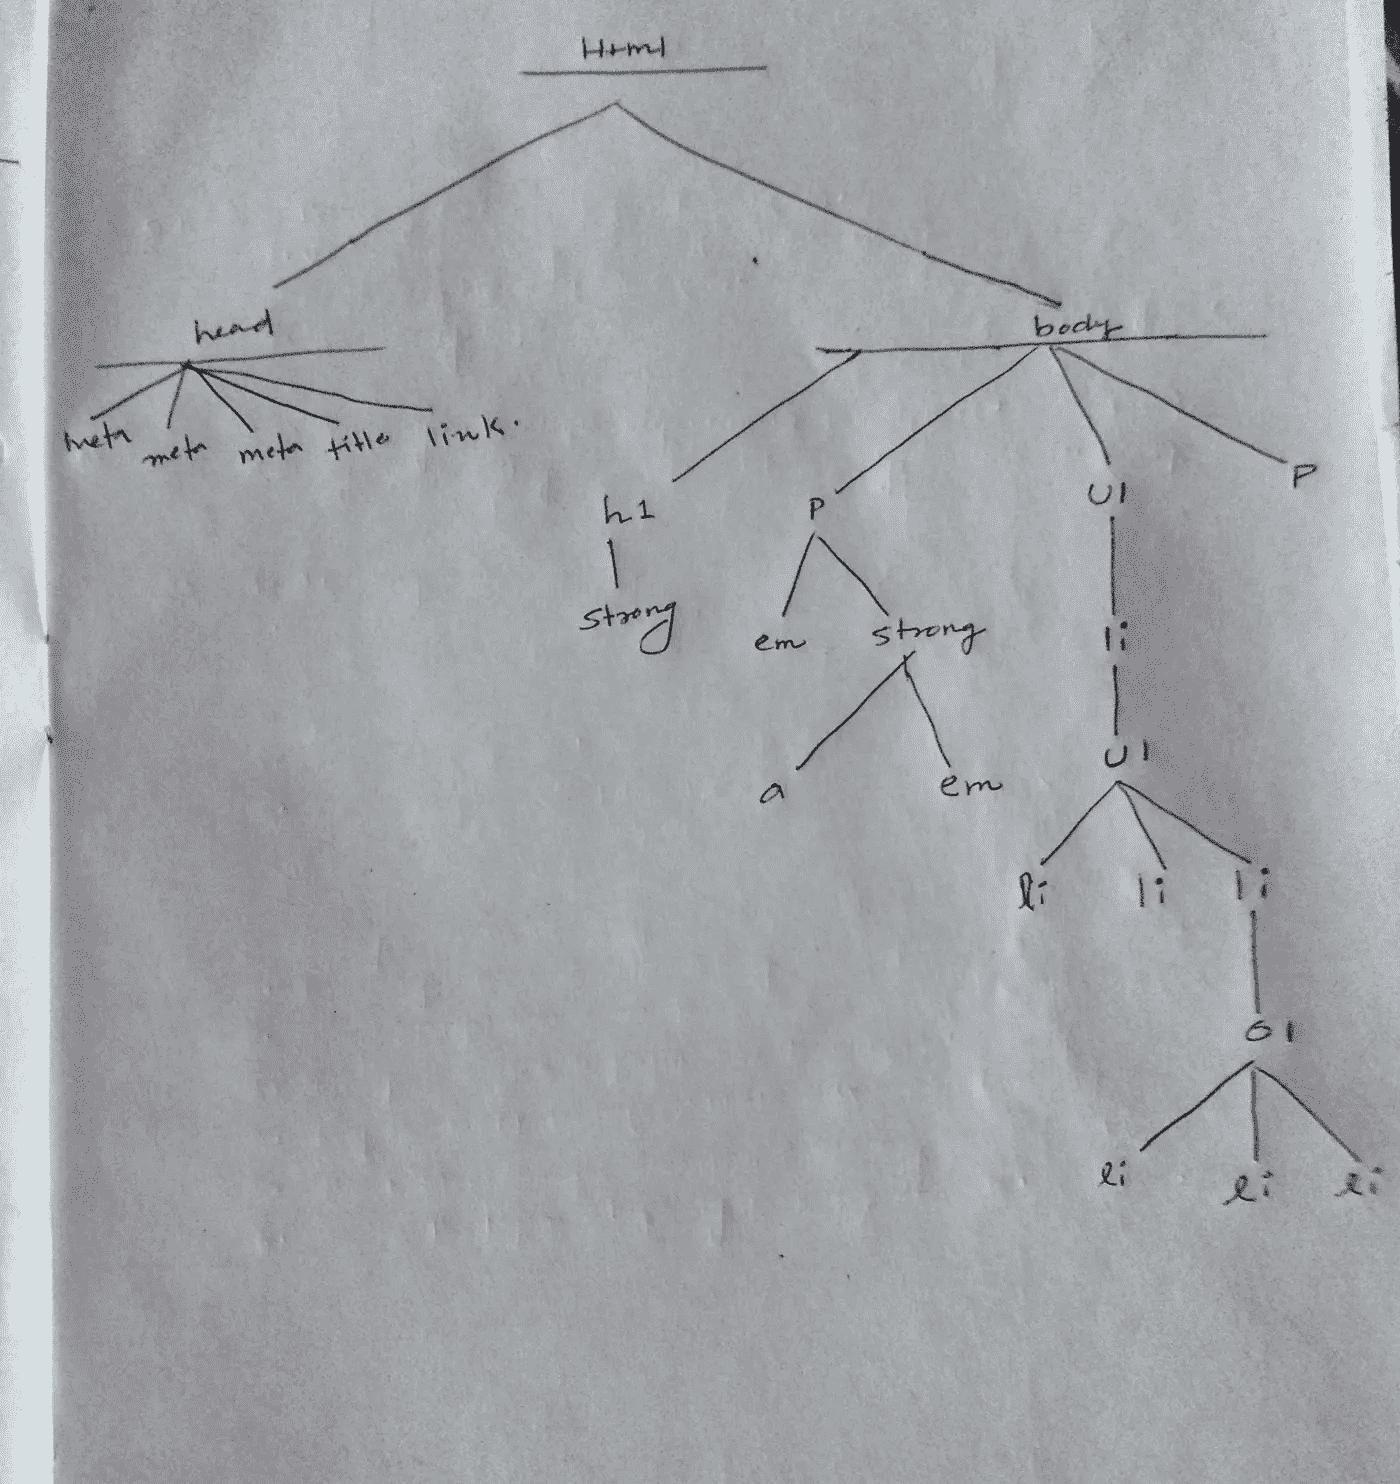 Html
head
body
meta meta meta title link.
h1 P Ul P
strong em strong li
a em Ul
li li li
ol
li li li